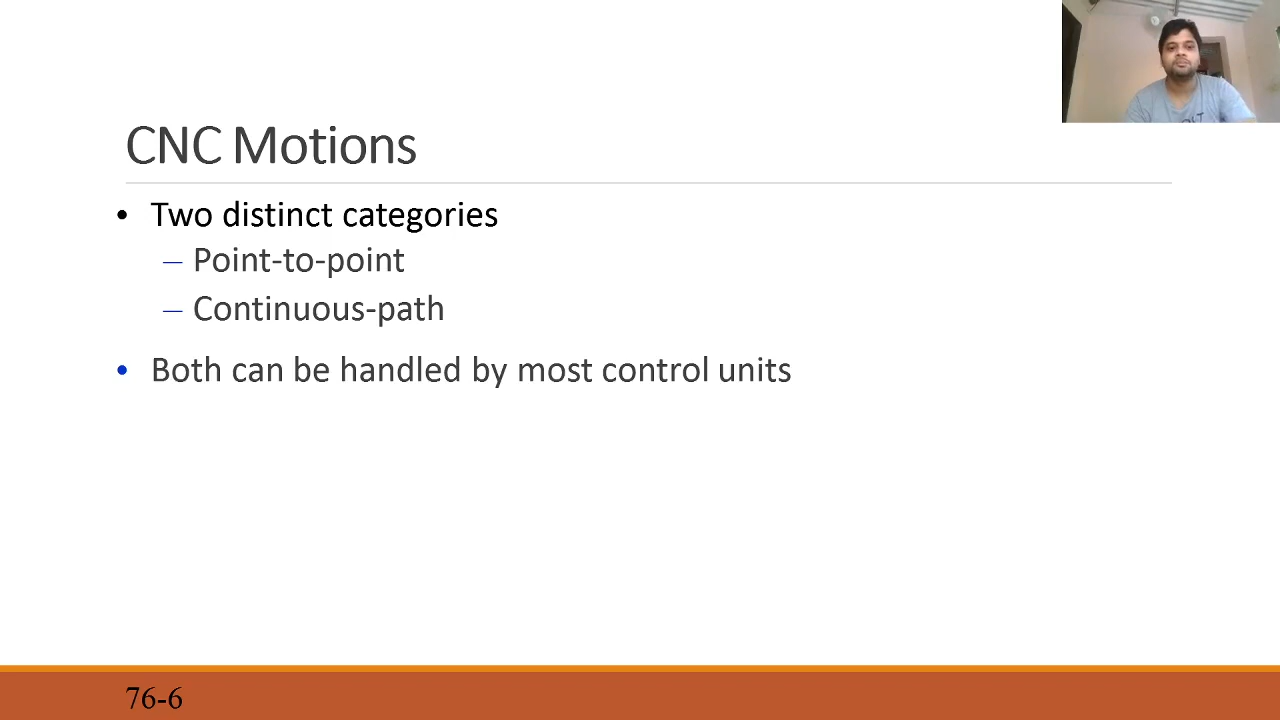 CNC Motions
• Two distinct categories
– Point-to-point
– Continuous-path
• Both can be handled by most control units
76-6